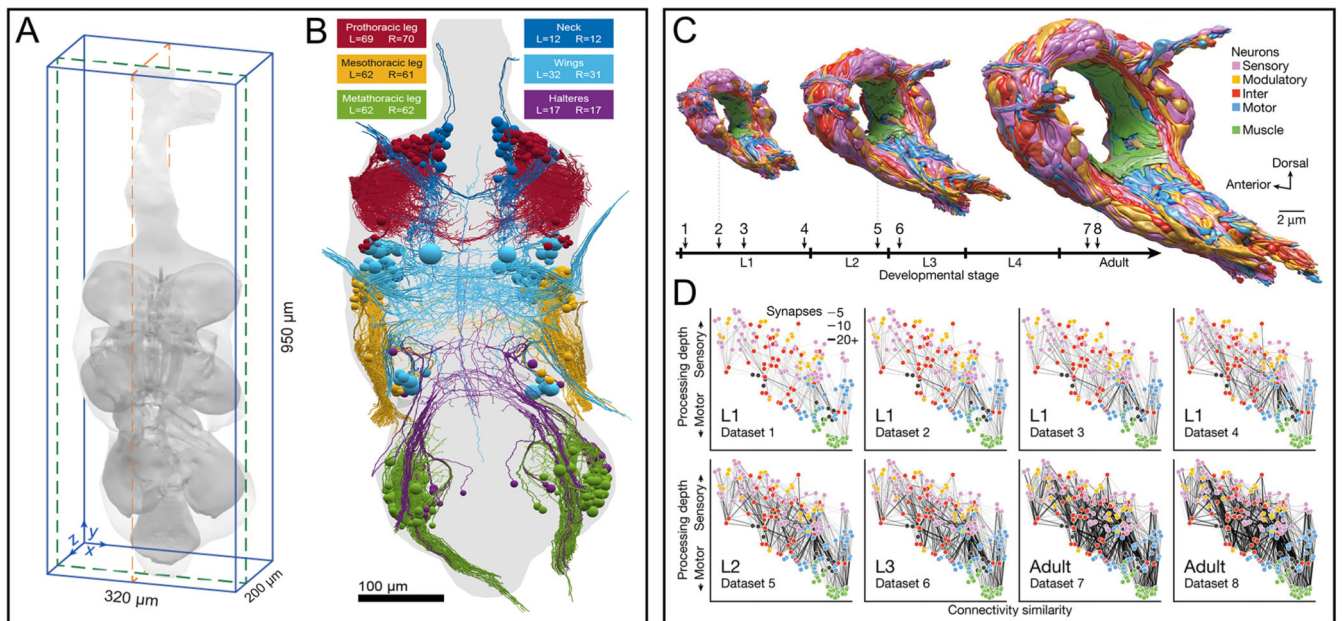 A
950 µm
y
x
z
200 µm
320 µm
B
Prothoracic leg
L=69 R=70
Mesothoracic leg
L=62 R=61
Metathoracic leg
L=62 R=62
Neck
L=12 R=12
Wings
L=32 R=31
Halteres
L=17 R=17
100 µm
C
Neurons
Sensory
Modulatory
Inter
Motor
Muscle
Dorsal
Anterior
2 µm
1 2 3 4 5 6 7 8
L1 L2 L3 L4 Adult
Developmental stage
D
Synapses
5
10
20+
Processing depth
Motor Sensory
L1
Dataset 1
L1
Dataset 2
L1
Dataset 3
L1
Dataset 4
Processing depth
Motor Sensory
L2
Dataset 5
L3
Dataset 6
Adult
Dataset 7
Adult
Dataset 8
Connectivity similarity